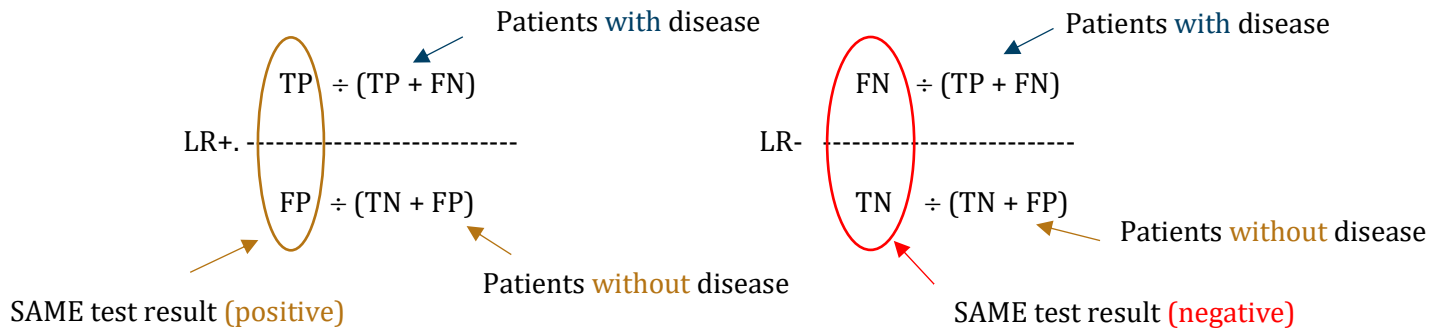 Patients with disease
TP ÷ (TP + FN)
LR+. -----------------------
FP ÷ (TN + FP)
Patients without disease
SAME test result (positive)
Patients with disease
FN ÷ (TP + FN)
LR- -----------------------
TN ÷ (TN + FP)
Patients without disease
SAME test result (negative)